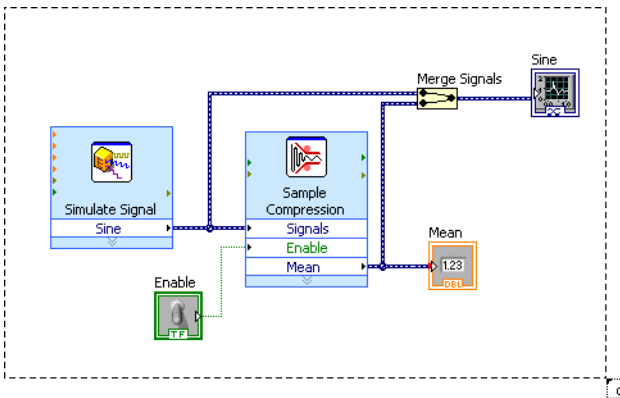 Sine
Merge Signals
Simulate Signal
Sine
Sample
Compression
Signals
Enable
Mean
Mean
1.23
DBL
Enable
TF